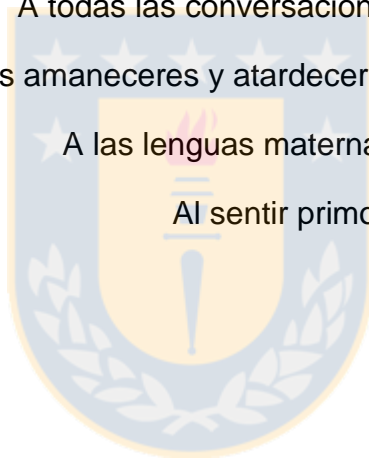 A todas las conversacion
s amaneceres y atardecer
A las lenguas materna
Al sentir primo